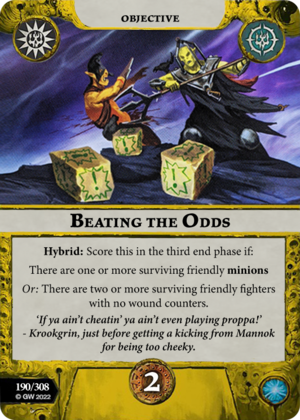 OBJECTIVE
BEATING THE ODDS
Hybrid: Score this in the third end phase if:
There are one or more surviving friendly minions
Or: There are two or more surviving friendly fighters
with no wound counters.
‘If ya ain't cheatin’ ya ain't even playing proppa!’
- Krookgrin, just before getting a kicking from Mannok
for being too cheeky.
190/308
© GW 2022
2